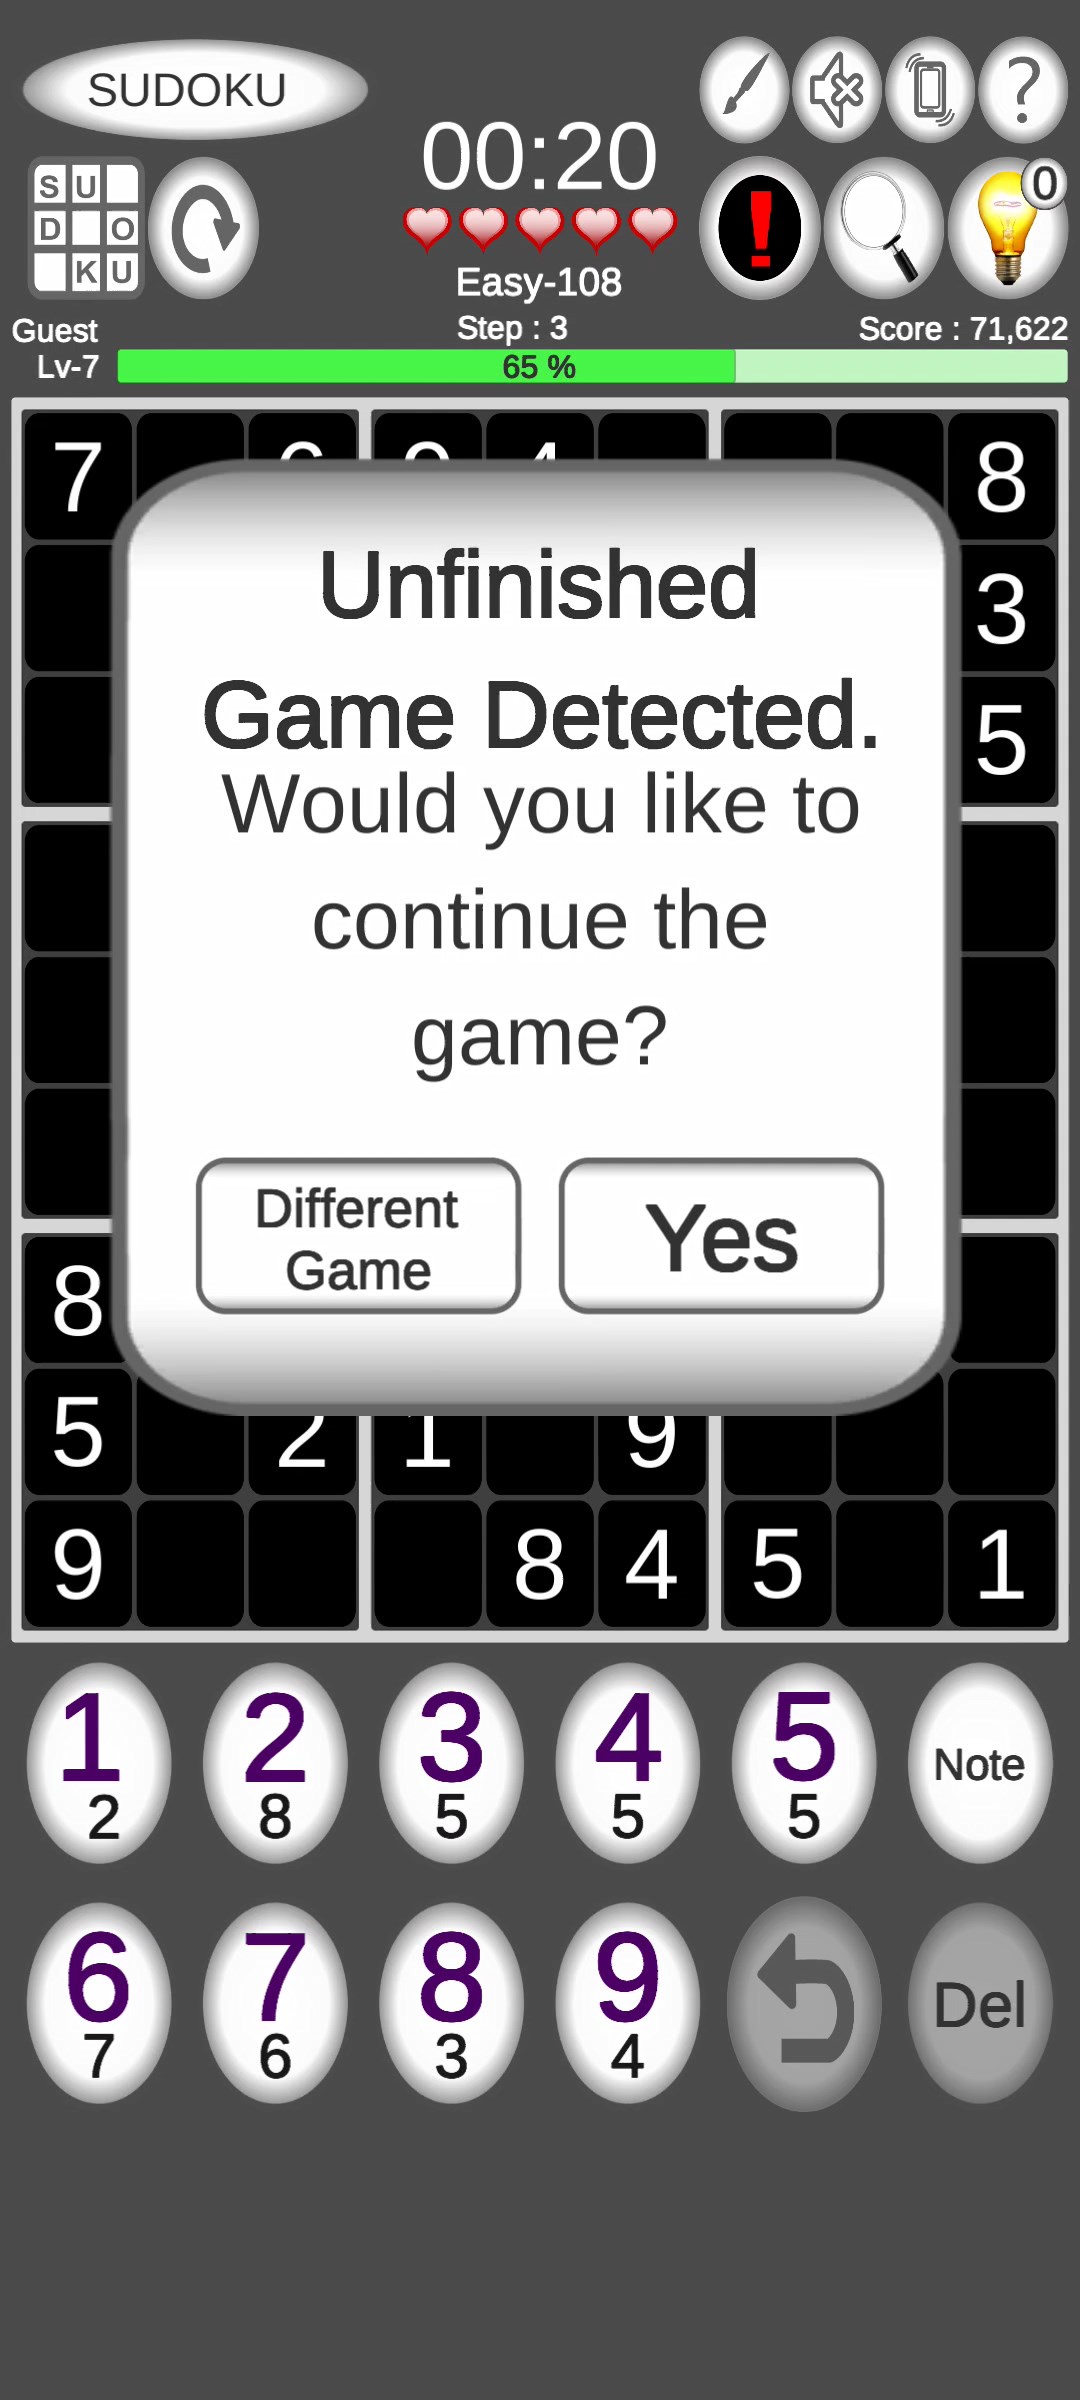 SUDOKU
S U
D O
K U
00:20
?
!
0
Easy-108
Guest
Step : 3
Score : 71,622
Lv-7
65 %
7 8
3
5
Unfinished
Game Detected.
Would you like to
continue the
game?
Different
Game
Yes
8
5 2 1 9
9 8 4 5 1
1 2 3 4 5 Note
2 8 5 5 5
6 7 8 9 Del
7 6 3 4